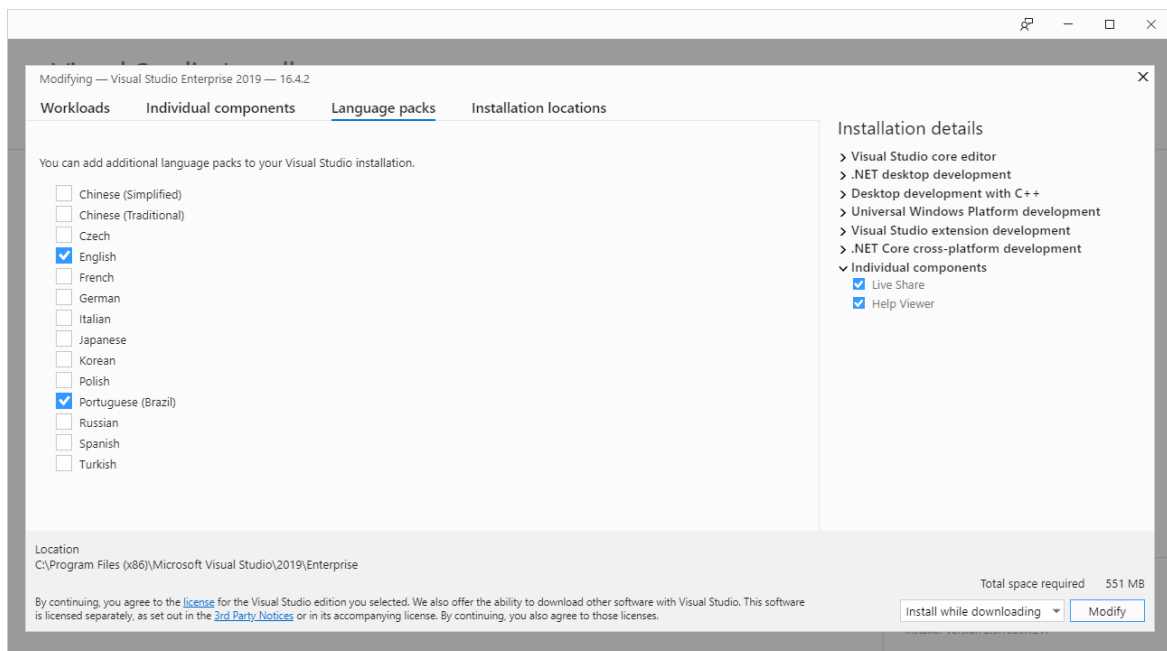 Modifying — Visual Studio Enterprise 2019 — 16.4.2
Workloads Individual components Language packs Installation locations
You can add additional language packs to your Visual Studio installation.
Chinese (Simplified)
Chinese (Traditional)
Czech
English
French
German
Italian
Japanese
Korean
Polish
Portuguese (Brazil)
Russian
Spanish
Turkish
Installation details
Visual Studio core editor
.NET desktop development
Desktop development with C++
Universal Windows Platform development
Visual Studio extension development
.NET Core cross-platform development
Individual components
Live Share
Help Viewer
Location
C:\Program Files (x86)\Microsoft Visual Studio\2019\Enterprise
Total space required 551 MB
By continuing, you agree to the license for the Visual Studio edition you selected. We also offer the ability to download other software with Visual Studio. This software
is licensed separately, as set out in the 3rd Party Notices or in its accompanying license. By continuing, you also agree to those licenses.
Install while downloading Modify